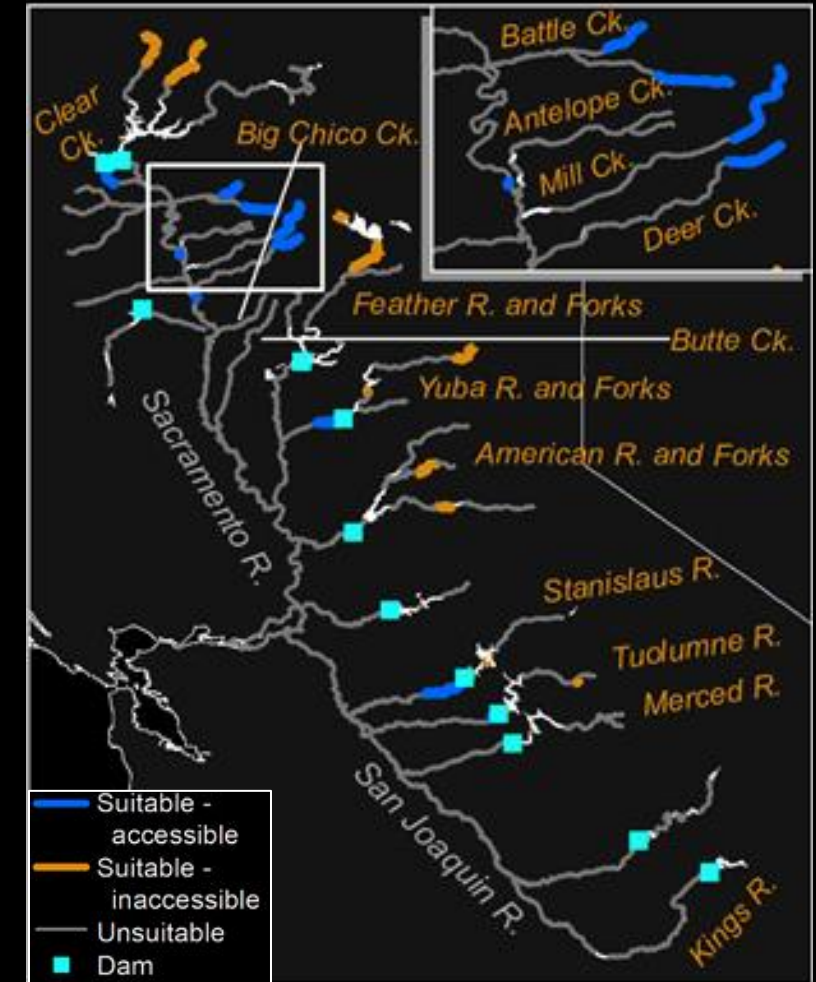 Battle Ck.
Clear
Ck.
Big Chico Ck.
Antelope Ck.
Mill Ck.
Deer Ck.
Feather R. and Forks
Butte Ck.
Yuba R. and Forks
Sacramento R.
American R. and Forks
Stanislaus R.
Tuolumne R.
Merced R.
San Joaquin R.
Kings R.
Suitable -
accessible
Suitable -
inaccessible
Unsuitable
Dam